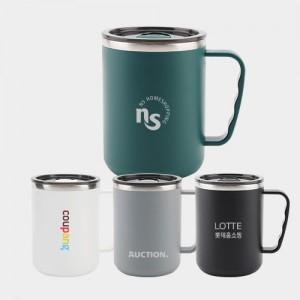 NS HOMESHOPPING
ns
coupang
AUCTION.
LOTTE
롯데홈쇼핑